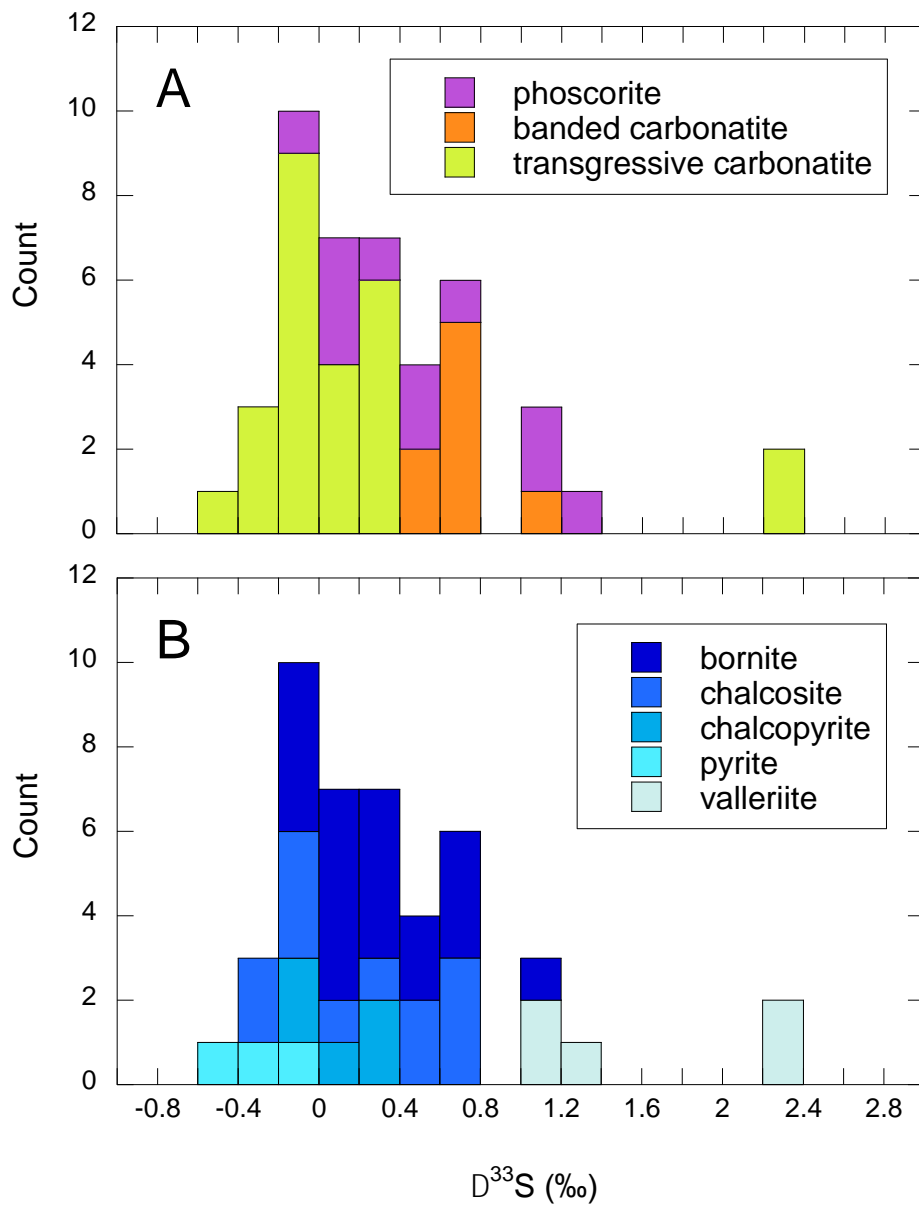 12
10
8
6
4
2
0
Count
A
phoscorite
banded carbonatite
transgressive carbonatite
12
10
8
6
4
2
0
Count
B
bornite
chalcosite
chalcopyrite
pyrite
valleriite
-0.8 -0.4 0 0.4 0.8 1.2 1.6 2 2.4 2.8
D³³S (‰)